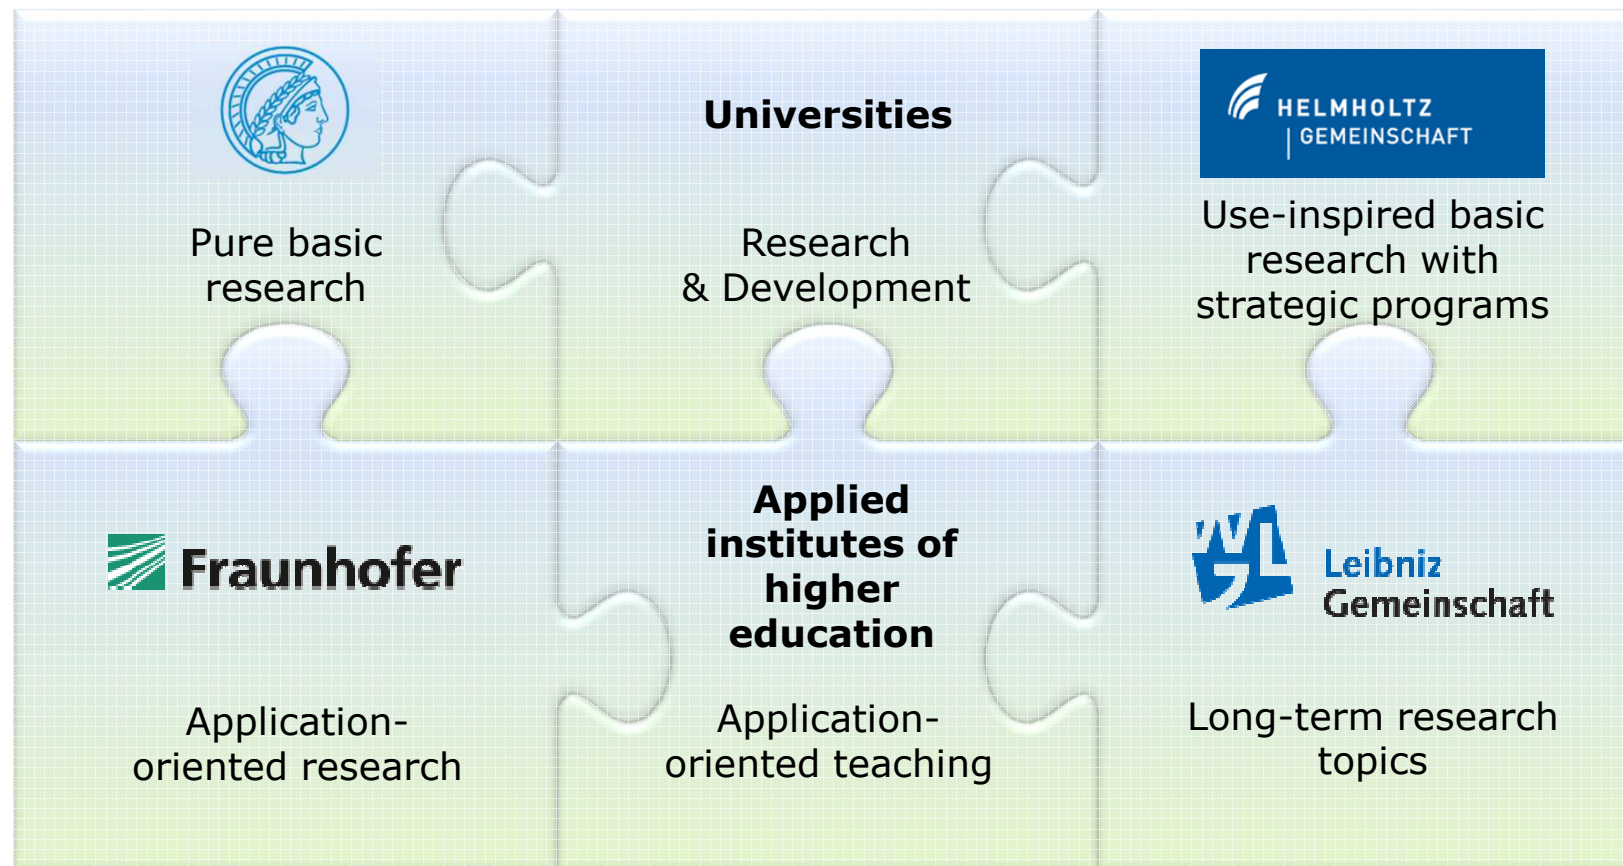 Pure basic
research
Universities
Research
& Development
HELMHOLTZ
GEMEINSCHAFT
Use-inspired basic
research with
strategic programs
Fraunhofer
Application-
oriented research
Applied
institutes of
higher
education
Application-
oriented teaching
Leibniz
Gemeinschaft
Long-term research
topics